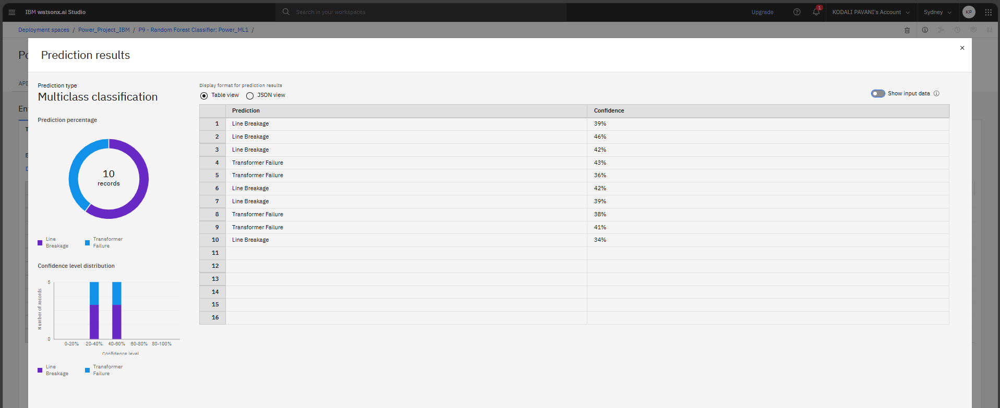 IBM watsonx.ai Studio
Search in your workspaces
Upgrade
1
KODALI PAVANI's Account
Sydney
KP
Deployment spaces / Power_Project_IBM / P9 - Random Forest Classifier: Power_ML1 /
Prediction results
Prediction type
Multiclass classification
Prediction percentage
10
records
Line
Breakage
Transformer
Failure
Confidence level distribution
Number of records
5
0
0-20% 20-40% 40-60% 60-80% 80-100%
Confidence level
Line
Breakage
Transformer
Failure
Display format for prediction results
Table view JSON view
Show input data
Prediction Confidence
1 Line Breakage 39%
2 Line Breakage 46%
3 Line Breakage 42%
4 Transformer Failure 43%
5 Transformer Failure 36%
6 Line Breakage 42%
7 Line Breakage 39%
8 Transformer Failure 38%
9 Transformer Failure 41%
10 Line Breakage 34%
11
12
13
14
15
16